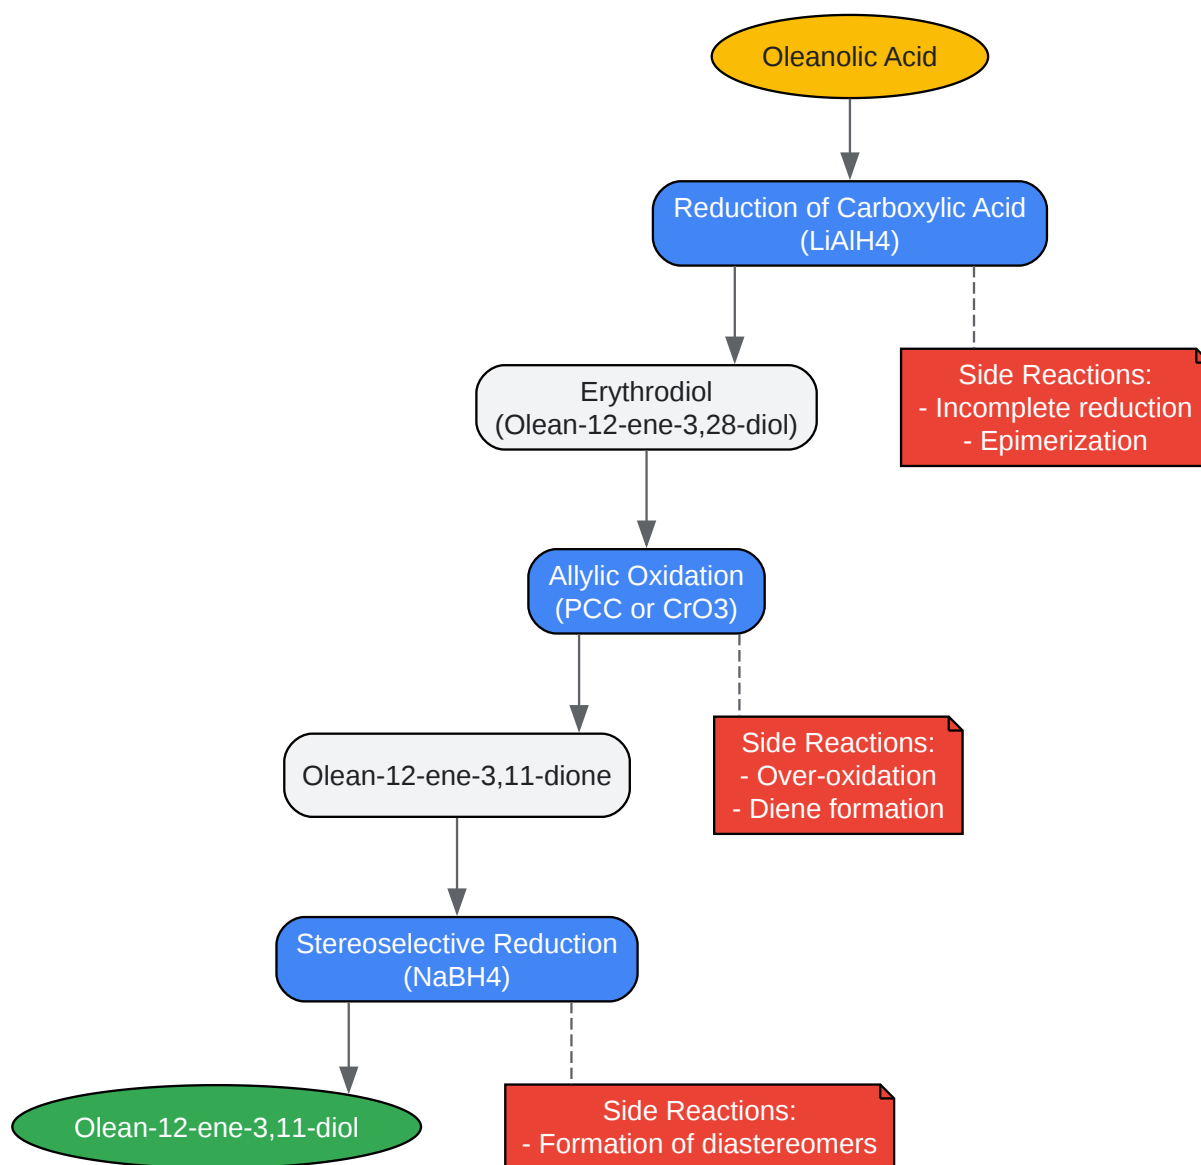 Oleanolic Acid
Reduction of Carboxylic Acid
(LiAlH4)
Erythrodiol
(Olean-12-ene-3,28-diol)
Side Reactions:
- Incomplete reduction
- Epimerization
Allylic Oxidation
(PCC or CrO3)
Olean-12-ene-3,11-dione
Side Reactions:
- Over-oxidation
- Diene formation
Stereoselective Reduction
(NaBH4)
Olean-12-ene-3,11-diol
Side Reactions:
- Formation of diastereomers